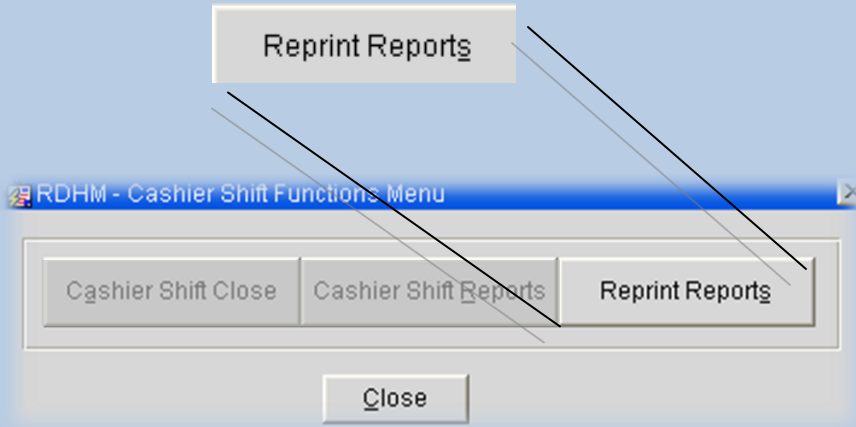 Reprint Reports
RDHM - Cashier Shift Functions Menu
Cashier Shift Close Cashier Shift Reports Reprint Reports
Close